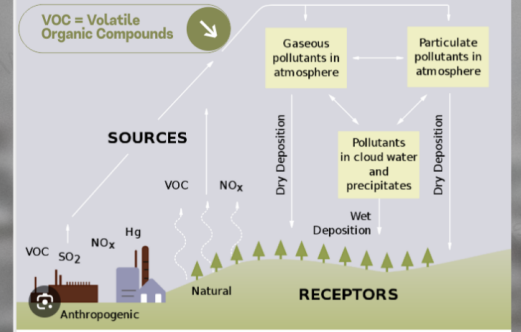 VOC = Volatile
Organic Compounds
Gaseous
pollutants in
atmosphere
Particulate
pollutants in
atmosphere
SOURCES
Dry Deposition
Pollutants
in cloud water
and
precipitates
Dry Deposition
VOC
NOx
Wet
Deposition
VOC
SO2
NOx
Hg
Natural
RECEPTORS
Anthropogenic